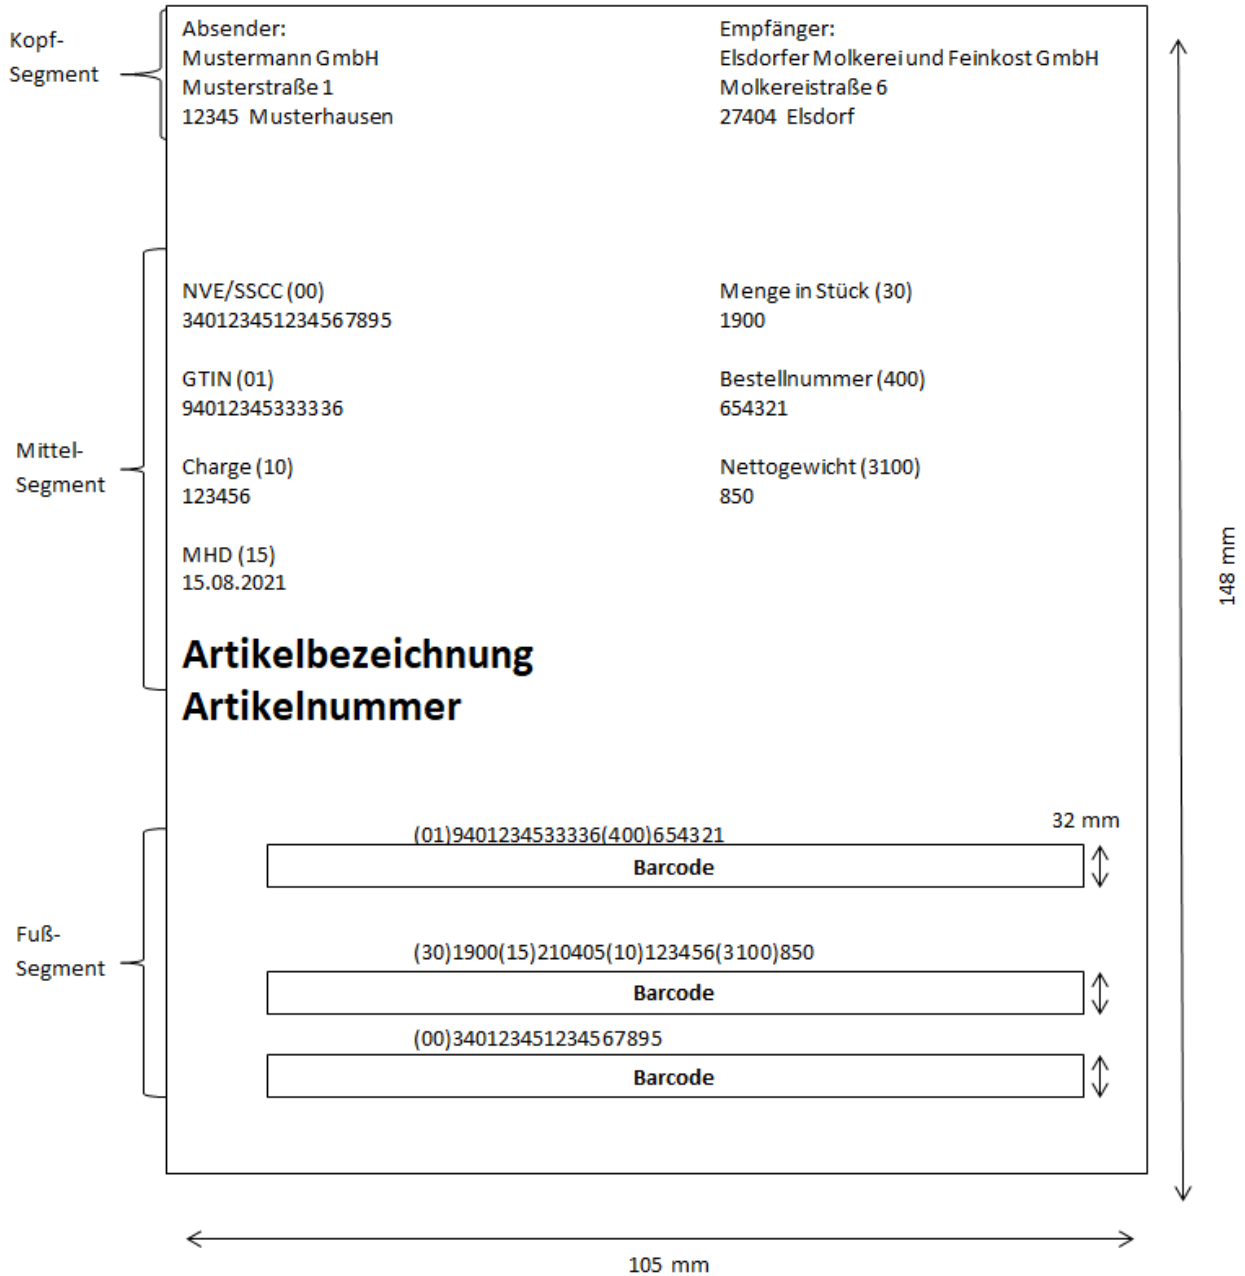 Kopf-
Segment
Absender:
Mustermann GmbH
Musterstraße 1
12345 Musterhausen
Empfänger:
Elsdorfer Molkerei und Feinkost GmbH
Molkereistraße 6
27404 Elsdorf
Mittel-
Segment
NVE/SSCC (00)
340123451234567895
Menge in Stück (30)
1900
GTIN (01)
94012345333336
Bestellnummer (400)
654321
Charge (10)
123456
Nettogewicht (3100)
850
MHD (15)
15.08.2021
Artikelbezeichnung
Artikelnummer
148 mm
Fuß-
Segment
(01)9401234533336(400)654321
32 mm
Barcode
(30)1900(15)210405(10)123456(3100)850
Barcode
(00)340123451234567895
Barcode
105 mm